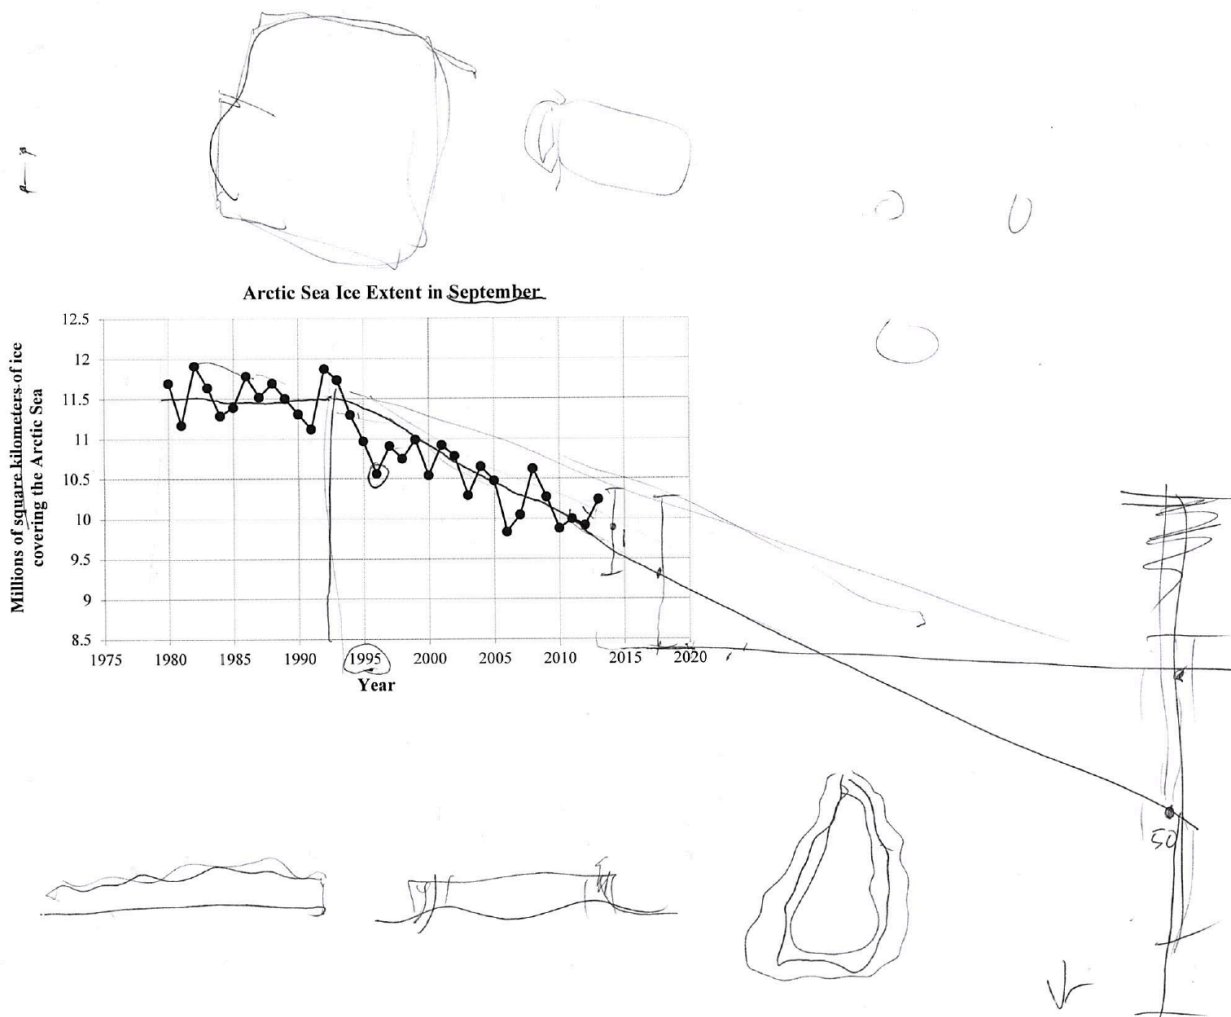 Arctic Sea Ice Extent in September
Millions of square kilometers of ice
covering the Arctic Sea
12.5
12
11.5
11
10.5
10
9.5
9
8.5
1975 1980 1985 1990 1995 2000 2005 2010 2015 2020
Year
50